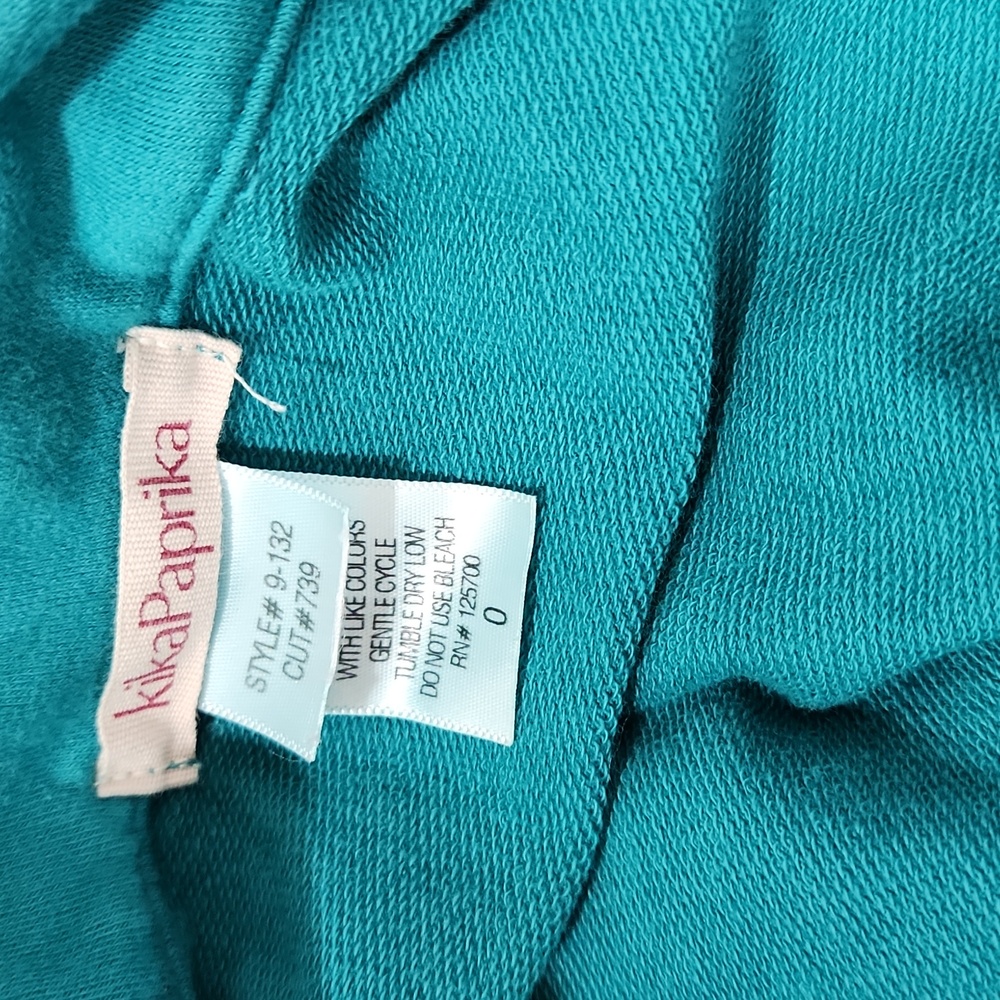 kikaPaprika
STYLE# 9-132
CUT#739
WITH LIKE COLORS
GENTLE CYCLE
TUMBLE DRY LOW
DO NOT USE BLEACH
RN# 125700
0